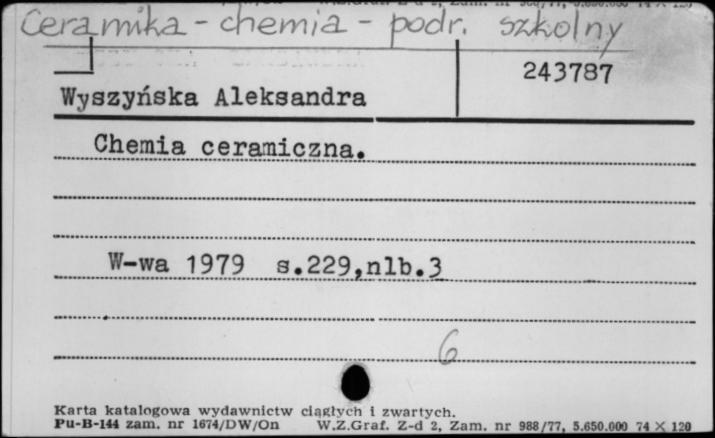 Ceramika - chemia - podr. szkolny
243787
Wyszyńska Aleksandra
Chemia ceramiczna.
W-wa 1979 s.229,nlb.3
6
Karta katalogowa wydawnictw ciągłych i zwartych.
Pu-B-144 zam. nr 1674/DW/On W.Z.Graf. Z-d 2, Zam. nr 988/77, 5.650.000 74 × 120